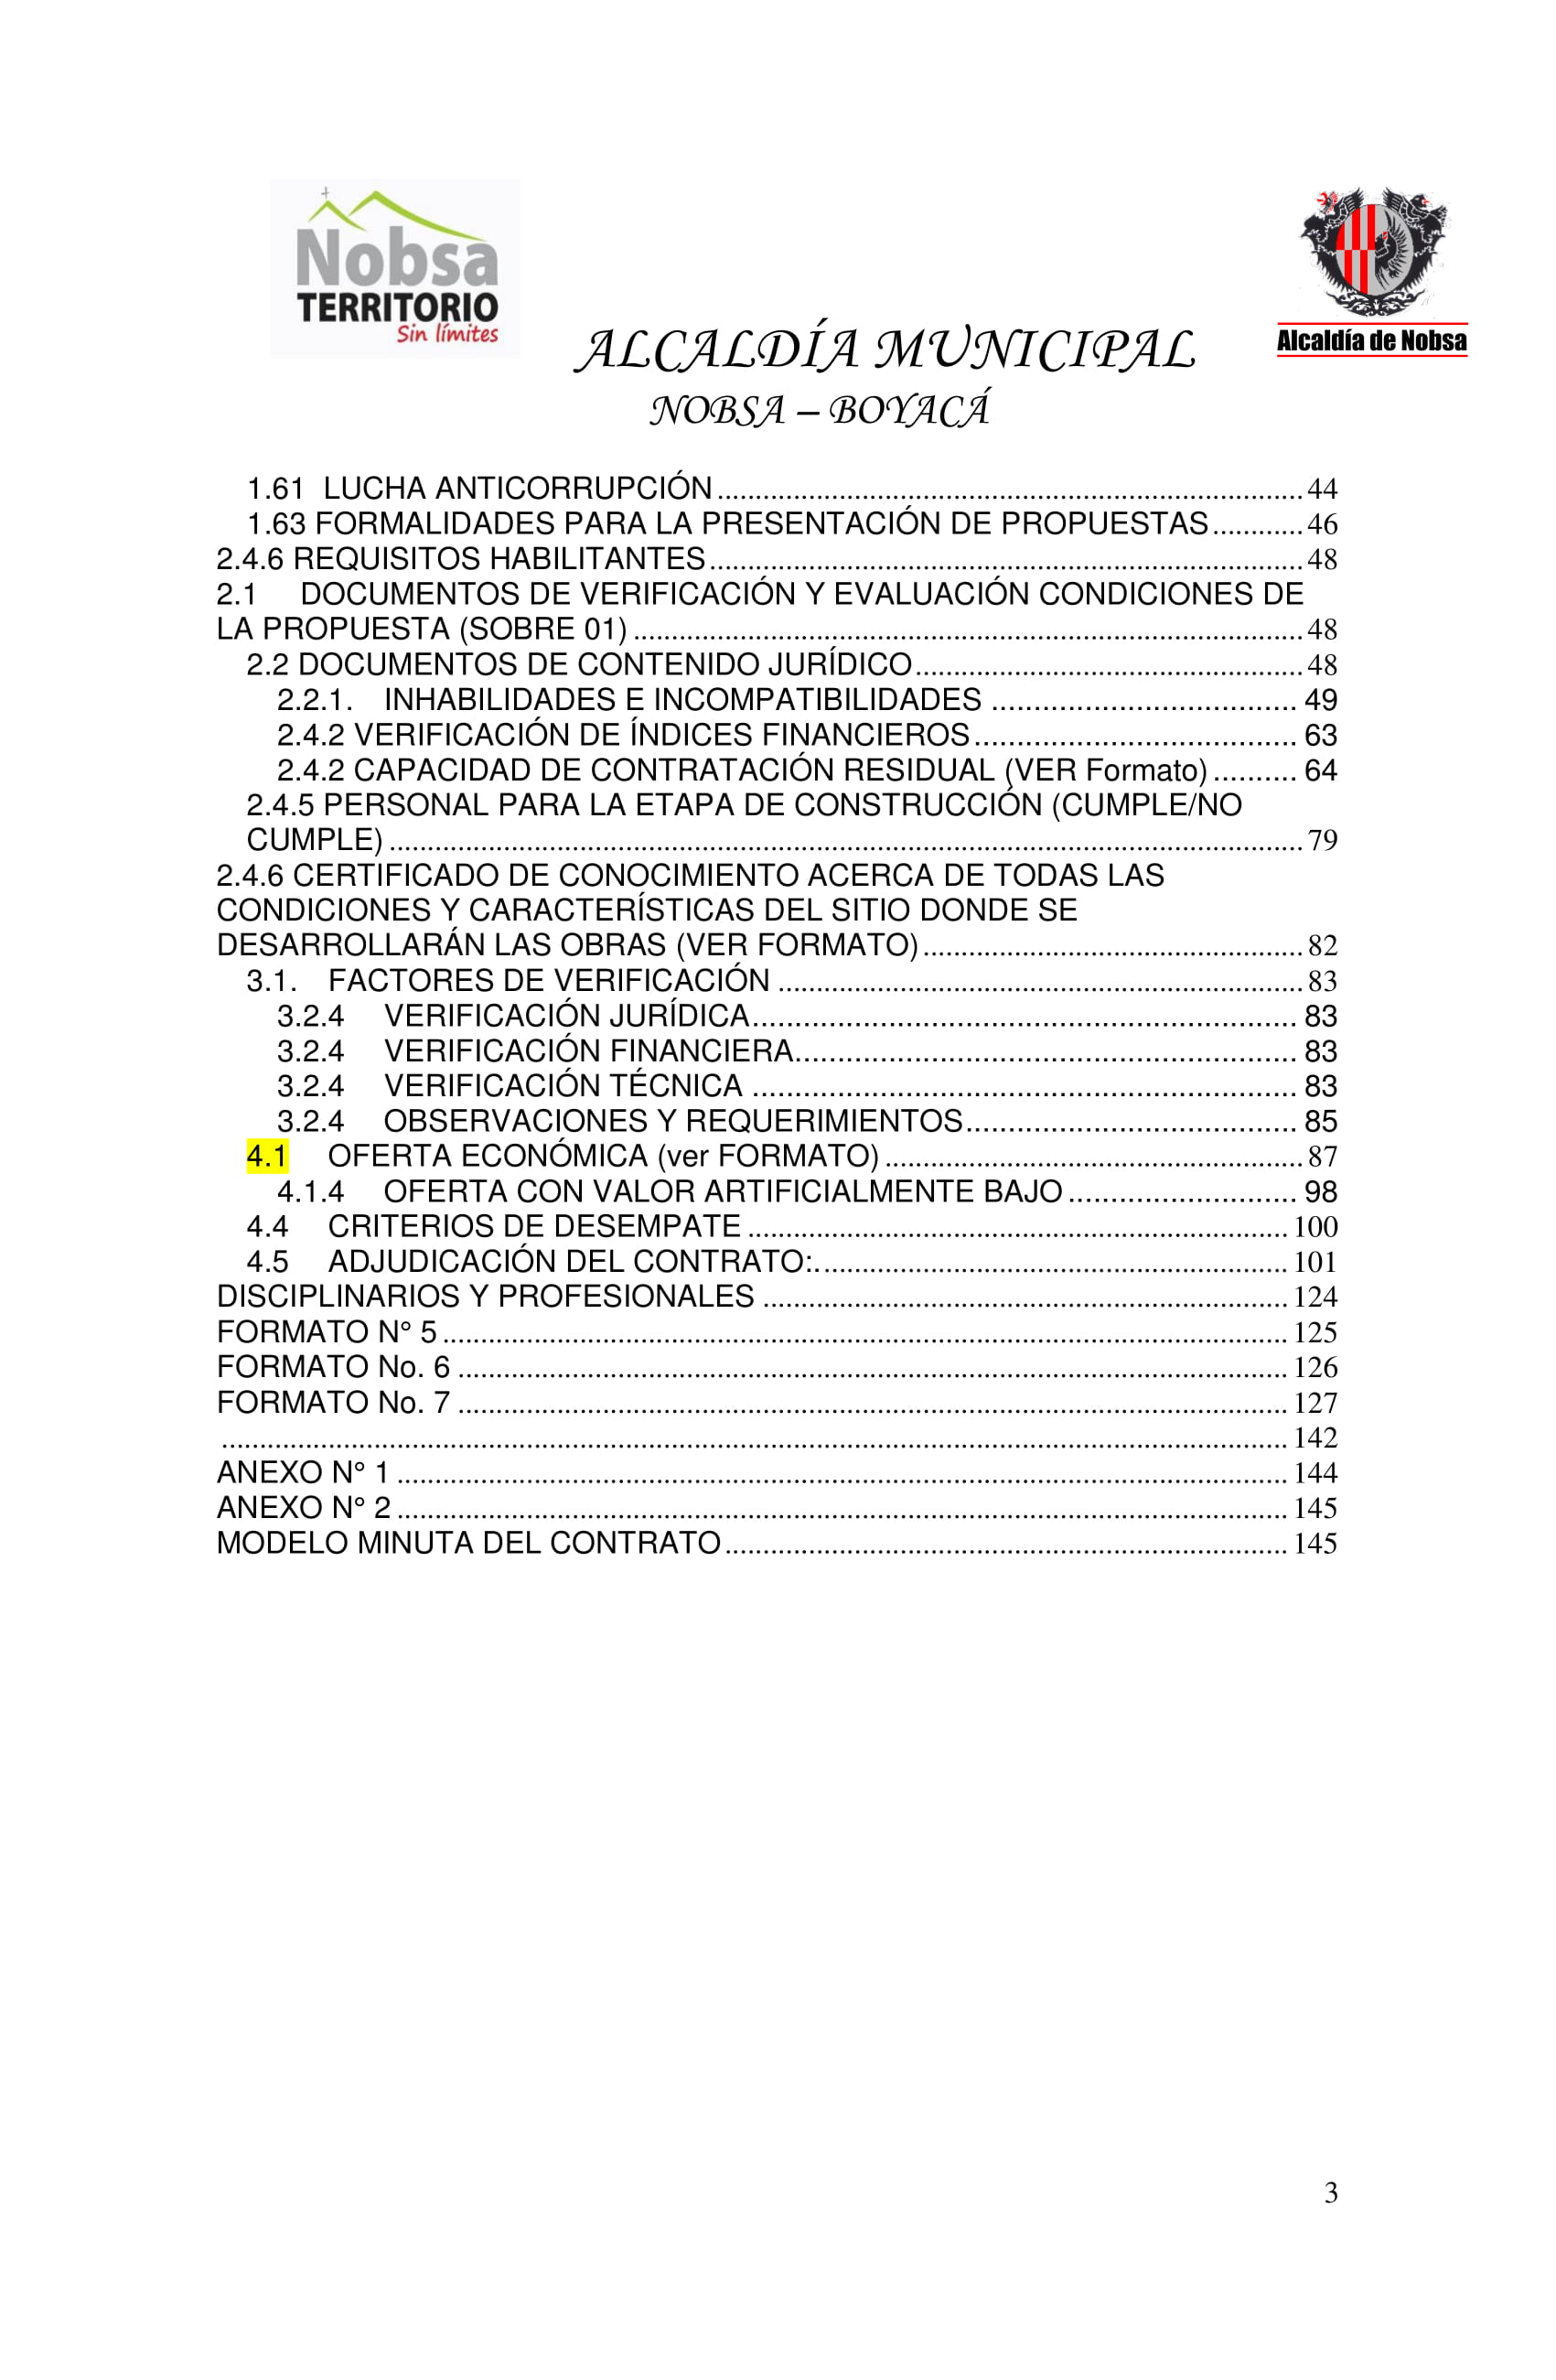 Nobsa
TERRITORIO
Sin límites
Alcaldía de Nobsa
ALCALDÍA MUNICIPAL
NOBSA – BOYACÁ
1.61 LUCHA ANTICORRUPCIÓN ........ 44
1.63 FORMALIDADES PARA LA PRESENTACIÓN DE PROPUESTAS ........ 46
2.4.6 REQUISITOS HABILITANTES ........ 48
2.1 DOCUMENTOS DE VERIFICACIÓN Y EVALUACIÓN CONDICIONES DE
LA PROPUESTA (SOBRE 01) ........ 48
2.2 DOCUMENTOS DE CONTENIDO JURÍDICO ........ 48
2.2.1. INHABILIDADES E INCOMPATIBILIDADES ........ 49
2.4.2 VERIFICACIÓN DE ÍNDICES FINANCIEROS ........ 63
2.4.2 CAPACIDAD DE CONTRATACIÓN RESIDUAL (VER Formato) ........ 64
2.4.5 PERSONAL PARA LA ETAPA DE CONSTRUCCIÓN (CUMPLE/NO
CUMPLE) ........ 79
2.4.6 CERTIFICADO DE CONOCIMIENTO ACERCA DE TODAS LAS
CONDICIONES Y CARACTERÍSTICAS DEL SITIO DONDE SE
DESARROLLARÁN LAS OBRAS (VER FORMATO) ........ 82
3.1. FACTORES DE VERIFICACIÓN ........ 83
3.2.4 VERIFICACIÓN JURÍDICA ........ 83
3.2.4 VERIFICACIÓN FINANCIERA ........ 83
3.2.4 VERIFICACIÓN TÉCNICA ........ 83
3.2.4 OBSERVACIONES Y REQUERIMIENTOS ........ 85
4.1 OFERTA ECONÓMICA (ver FORMATO) ........ 87
4.1.4 OFERTA CON VALOR ARTIFICIALMENTE BAJO ........ 98
4.4 CRITERIOS DE DESEMPATE ........ 100
4.5 ADJUDICACIÓN DEL CONTRATO:. ........ 101
DISCIPLINARIOS Y PROFESIONALES ........ 124
FORMATO N° 5 ........ 125
FORMATO No. 6 ........ 126
FORMATO No. 7 ........ 127
........ 142
ANEXO N° 1 ........ 144
ANEXO N° 2 ........ 145
MODELO MINUTA DEL CONTRATO ........ 145
3